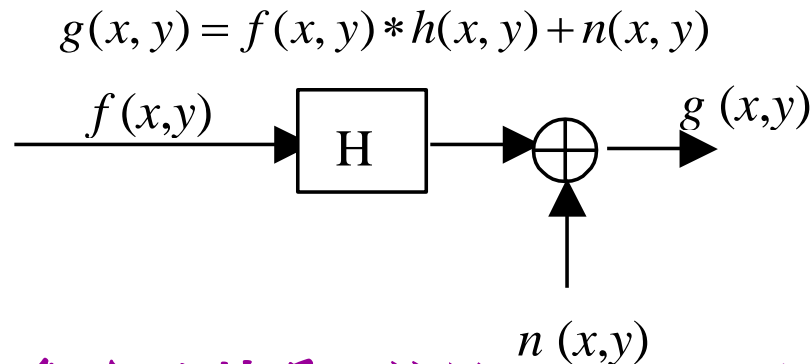 g(x, y) = f(x, y)*h(x, y)+n(x, y)
f (x,y)
H
g (x,y)
n (x,y)